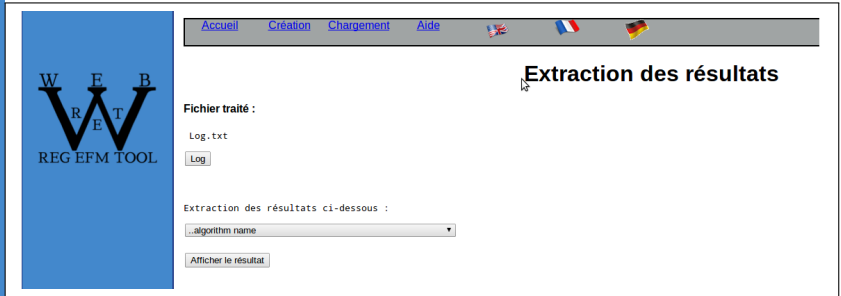 Accueil Création Chargement Aide
W E B
R E T
REG EFM TOOL
Extraction des résultats
Fichier traité :
Log.txt
Log
Extraction des résultats ci-dessous :
..algorithm name
Afficher le résultat